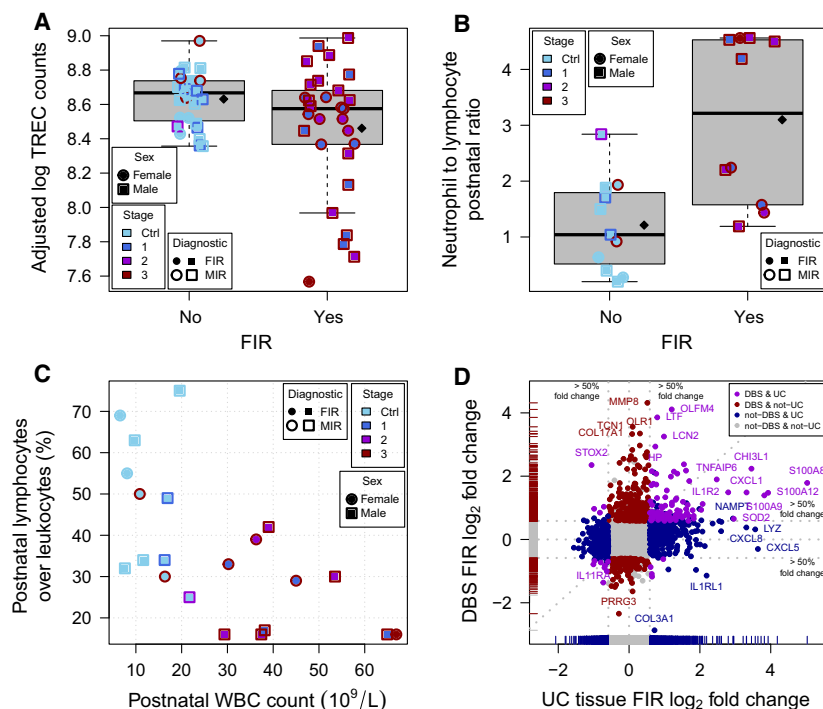 A
Adjusted log TREC counts
9.0
8.8
8.6
8.4
8.2
8.0
7.8
7.6
Sex
Female
Male
Stage
Ctrl
1
2
3
Diagnostic
FIR
MIR
No
Yes
FIR
B
Neutrophil to lymphocyte
postnatal ratio
4
3
2
1
Stage
Ctrl
1
2
3
Sex
Female
Male
Diagnostic
FIR
MIR
No
Yes
FIR
C
Postnatal lymphocytes
over leukocytes (%)
70
60
50
40
30
20
Diagnostic
FIR
MIR
Stage
Ctrl
1
2
3
Sex
Female
Male
10 20 30 40 50 60
Postnatal WBC count (10⁹/L)
D
DBS FIR log₂ fold change
4
2
0
−2
> 50%
fold change
> 50%
fold change
DBS & UC
DBS & not−UC
not−DBS & UC
not−DBS & not−UC
MMP8
OLFM4
LTF
TCN1
OLR1
COL17A1
LCN2
STOX2
HP
CHI3L1
TNFAIP6
S100A8
CXCL1
IL1R2
S100A12
S100A9
NAMPT
SOD2
> 50%
fold change
LYZ
CXCL8
CXCL5
> 50%
fold change
IL11RA
IL1RL1
PRRG3
COL3A1
−2 0 2 4
UC tissue FIR log₂ fold change